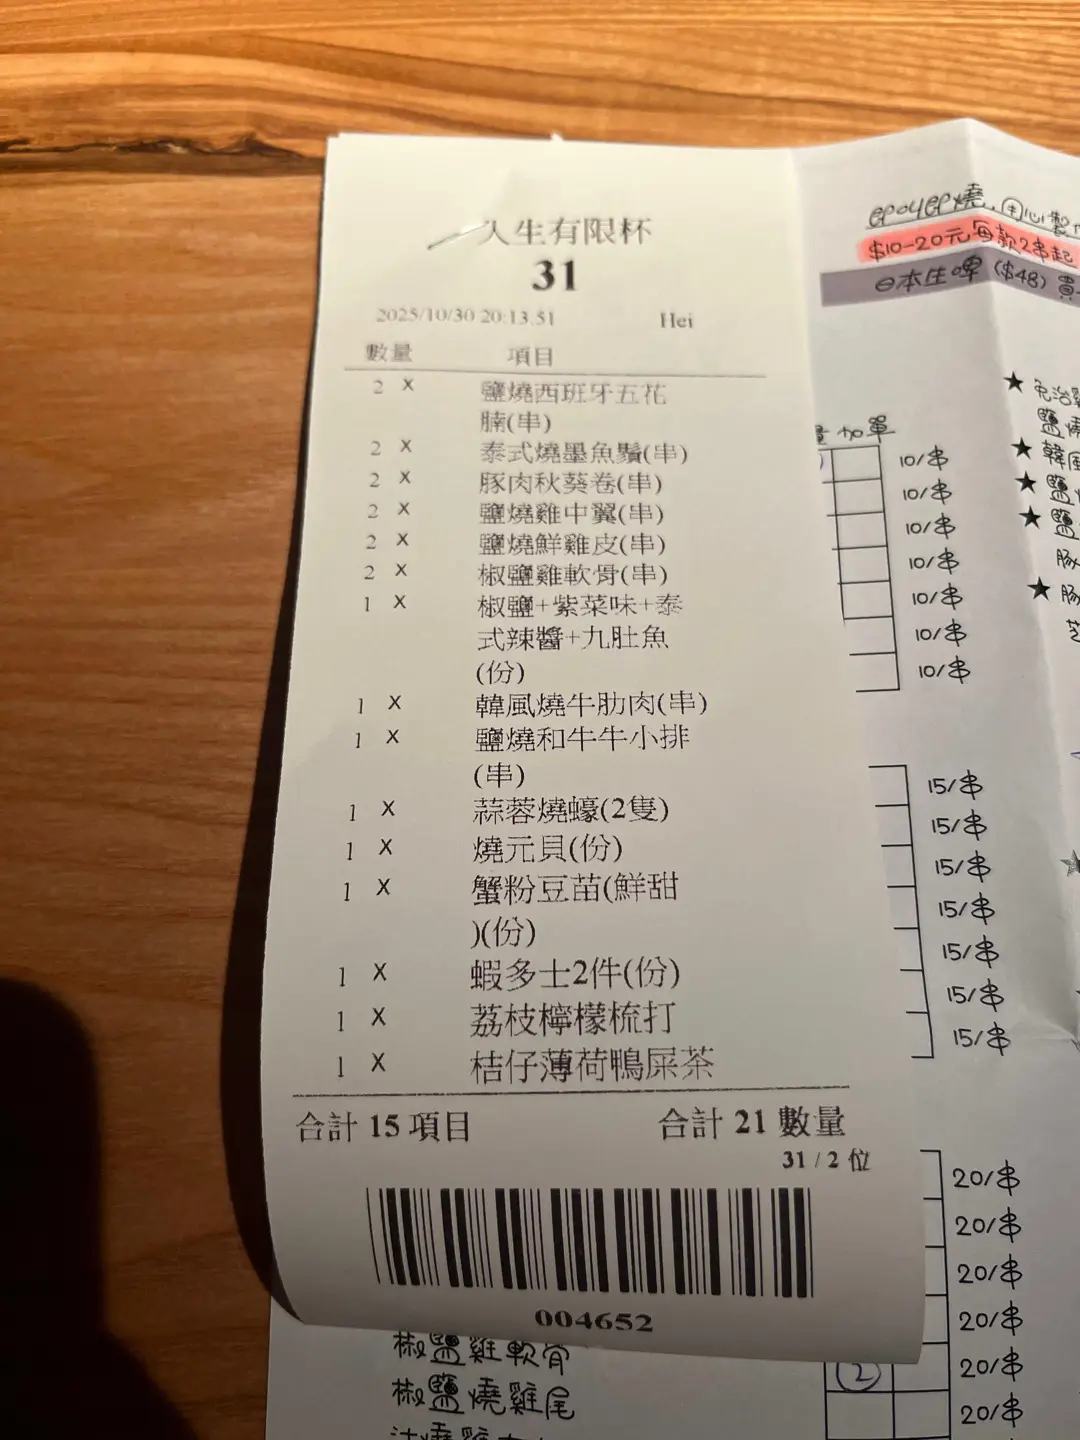 人生有限杯
31
2025/10/30 20:13:51 Hei
數量 項目
2 X 鹽燒西班牙五花
腩(串)
2 X 泰式燒墨魚鬚(串)
2 X 豚肉秋葵卷(串)
2 X 鹽燒雞中翼(串)
2 X 鹽燒鮮雞皮(串)
2 X 椒鹽雞軟骨(串)
1 X 椒鹽+紫菜味+泰
式辣醬+九肚魚
(份)
1 X 韓風燒牛肋肉(串)
1 X 鹽燒和牛牛小排
(串)
1 X 蒜蓉燒蠔(2隻)
1 X 燒元貝(份)
1 X 蟹粉豆苗(鮮甜
)(份)
1 X 蝦多士2件(份)
1 X 荔枝檸檬梳打
1 X 桔仔薄荷鴨屎茶
合計 15 項目 合計 21 數量
31 / 2 位
004652
椒鹽雞軟骨
椒鹽燒雞尾
燒
$10-20元每款2串起
日本生啤 ($48)
加單
10/串
10/串
10/串
10/串
10/串
10/串
10/串
15/串
15/串
15/串
15/串
15/串
15/串
15/串
20/串
20/串
20/串
20/串
② 20/串
20/串
★
鹽
★ 韓
★ 鹽
★ 鹽
豚
★ 豚